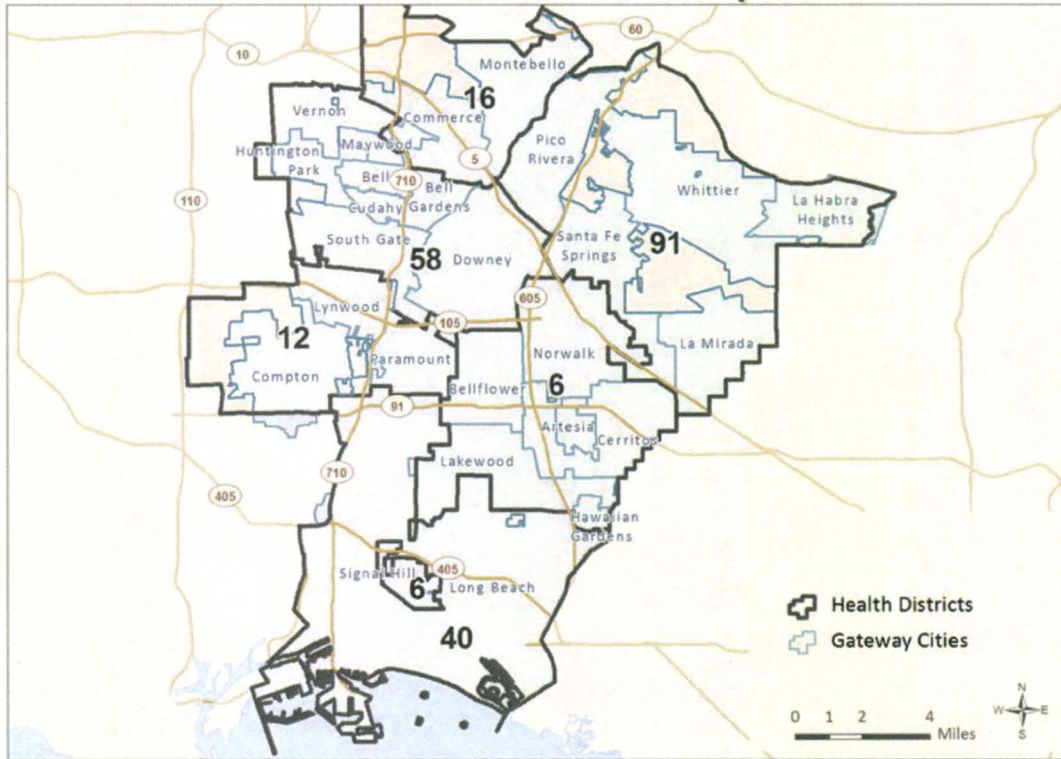 60
10
Montebello
16
Vernon
Commerce
Maywood
Huntington
Park
Pico
Rivera
5
Bell
710
Bell
Gardens
Whittier
La Habra
Heights
110
Cudahy
South Gate
58
Downey
Santa Fe
Springs
91
605
Lynwood
105
12
La Mirada
Paramount
Norwalk
Compton
Bellflower
6
91
Artesia
Cerritos
Lakewood
710
405
Hawaiian
Gardens
Signal Hill
405
6
Long Beach
40
Health Districts
Gateway Cities
N
W
E
S
0 1 2 4
Miles